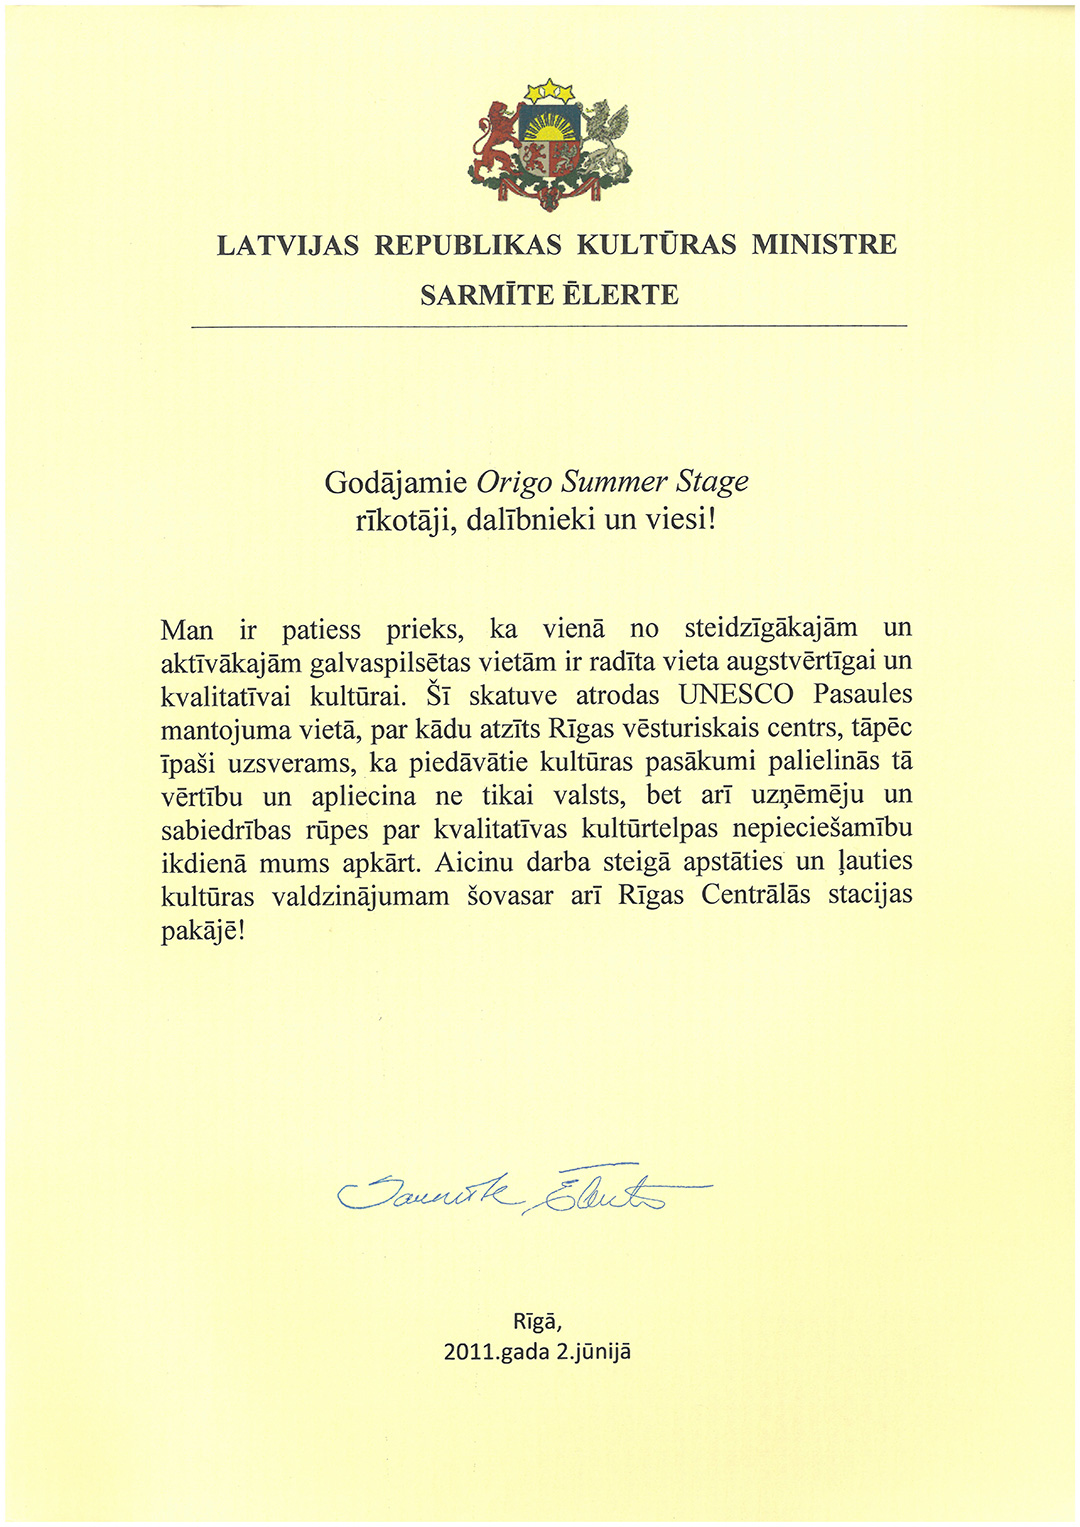 LATVIJAS REPUBLIKAS KULTŪRAS MINISTRE
SARMĪTE ĒLERTE
Godājamie Origo Summer Stage
rīkotāji, dalībnieki un viesi!
Man ir patiess prieks, ka vienā no steidzīgākajām un
aktīvākajām galvaspilsētas vietām ir radīta vieta augstvērtīgai un
kvalitatīvai kultūrai. Šī skatuve atrodas UNESCO Pasaules
mantojuma vietā, par kādu atzīts Rīgas vēsturiskais centrs, tāpēc
īpaši uzsverams, ka piedāvātie kultūras pasākumi palielinās tā
vērtību un apliecina ne tikai valsts, bet arī uzņēmēju un
sabiedrības rūpes par kvalitatīvas kultūrtelpas nepieciešamību
ikdienā mums apkārt. Aicinu darba steigā apstāties un ļauties
kultūras valdzinājumam šovasar arī Rīgas Centrālās stacijas
pakājē!
Sarmīte Ēlerte
Rīgā,
2011.gada 2.jūnijā